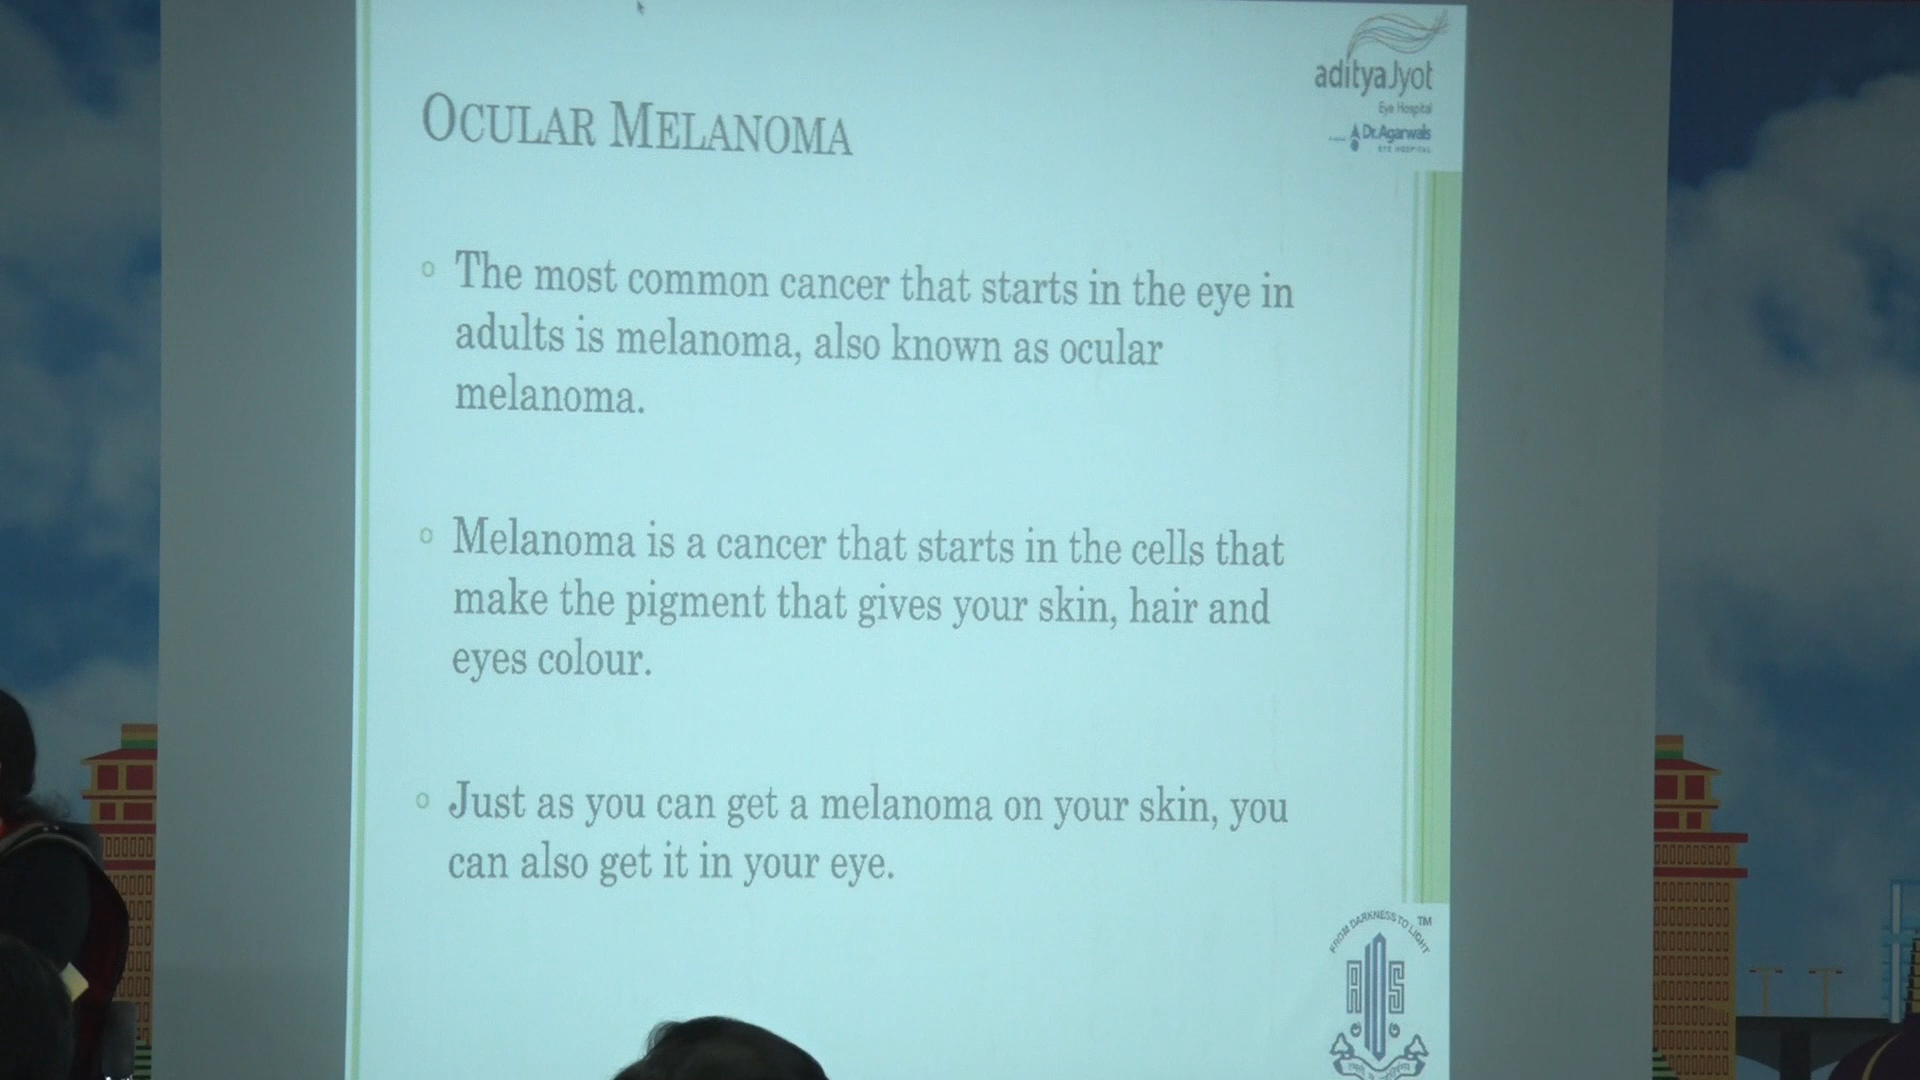 adityaJyot
Eye Hospital
Dr.Agarwals
EYE HOSPITAL
OCULAR MELANOMA
The most common cancer that starts in the eye in
adults is melanoma, also known as ocular
melanoma.
Melanoma is a cancer that starts in the cells that
make the pigment that gives your skin, hair and
eyes colour.
Just as you can get a melanoma on your skin, you
can also get it in your eye.
FROM DARKNESS TO LIGHT TM